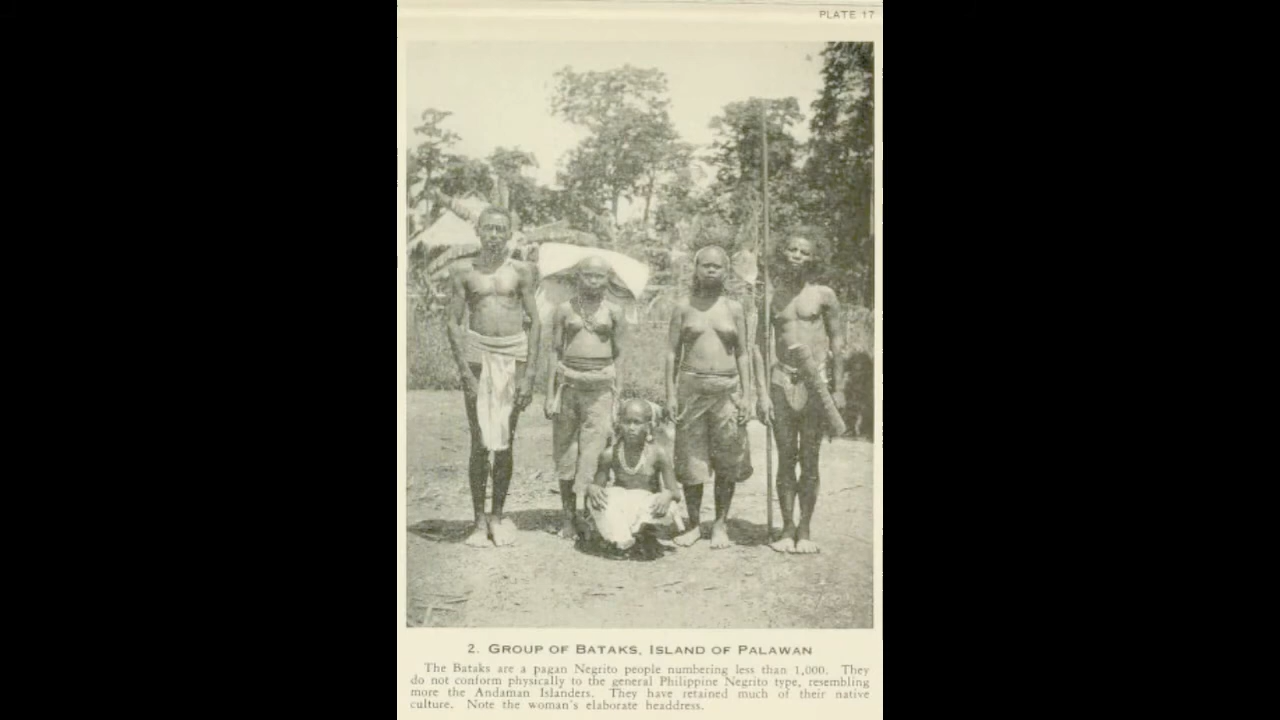 PLATE 17
2. GROUP OF BATAKS, ISLAND OF PALAWAN
The Bataks are a pagan Negrito people numbering less than 1,000. They
do not conform physically to the general Philippine Negrito type, resembling
more the Andaman Islanders. They have retained much of their native
culture. Note the woman's elaborate headdress.